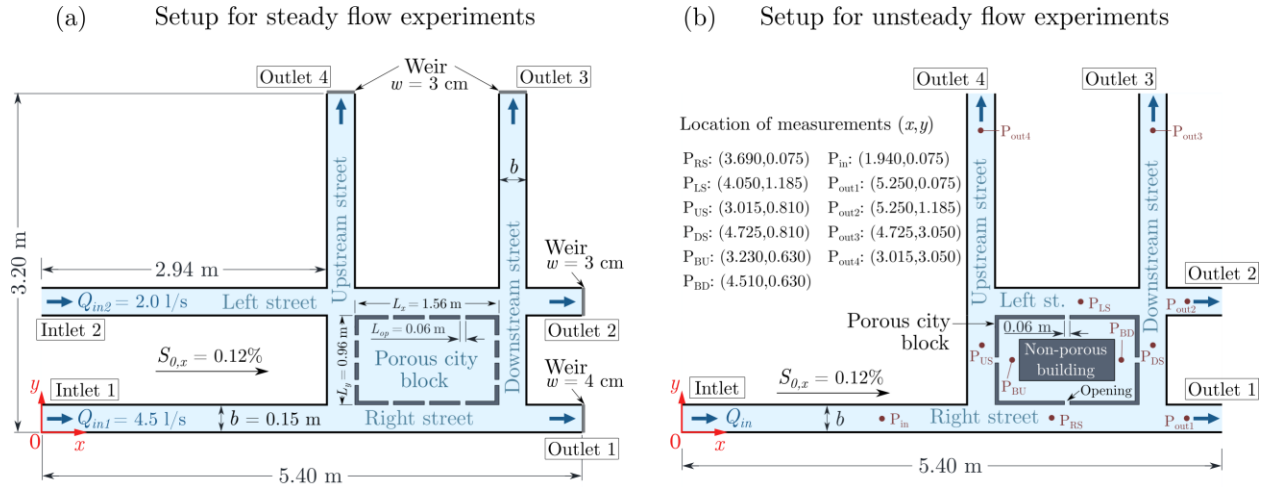 (a) Setup for steady flow experiments
Outlet 4
Weir
w = 3 cm
Outlet 3
3.20 m
2.94 m
Upstream street
b
Downstream street
Weir
w = 3 cm
Q_in2 = 2.0 l/s
Left street
L_x = 1.56 m
Intlet 2
Outlet 2
L_op = 0.06 m
L_y = 0.96 m
Porous city
block
S_0,x = 0.12%
Weir
w = 4 cm
y
Intlet 1
Q_in1 = 4.5 l/s
b = 0.15 m
Right street
0
x
Outlet 1
5.40 m
(b) Setup for unsteady flow experiments
Outlet 4
Outlet 3
Location of measurements (x,y)
P_out4
P_out3
P_RS: (3.690,0.075) P_in: (1.940,0.075)
P_LS: (4.050,1.185) P_out1: (5.250,0.075)
P_US: (3.015,0.810) P_out2: (5.250,1.185)
P_DS: (4.725,0.810) P_out3: (4.725,3.050)
P_BU: (3.230,0.630) P_out4: (3.015,3.050)
P_BD: (4.510,0.630)
Upstream street
Downstream street
Outlet 2
Left st.
P_LS
P_out2
Porous city
block
0.06 m
P_BD
P_US
Non-porous
building
P_DS
P_BU
S_0,x = 0.12%
Opening
y
Intlet
Outlet 1
Q_in
b
P_in
Right street
P_RS
P_out1
0
x
5.40 m